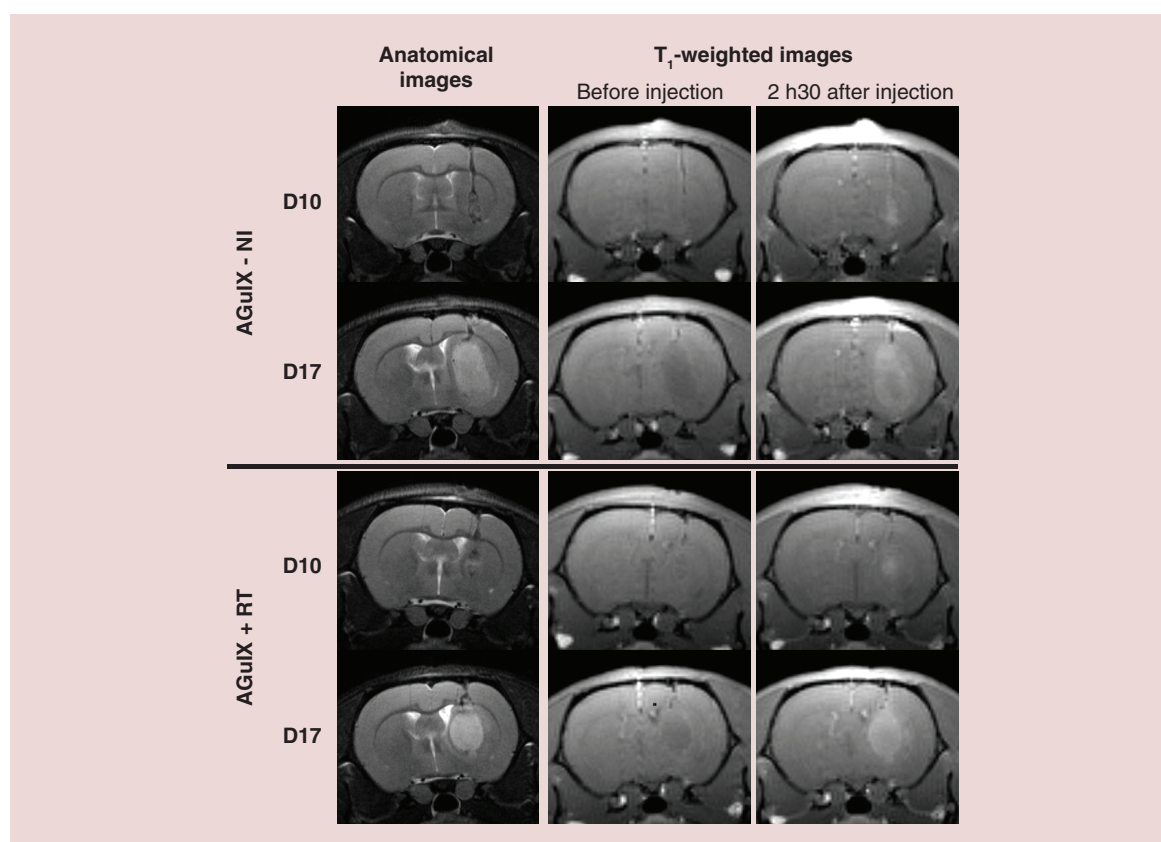 Anatomical
images
T1-weighted images
Before injection
2 h30 after injection
AGuIX - NI
D10
D17
AGuIX + RT
D10
D17